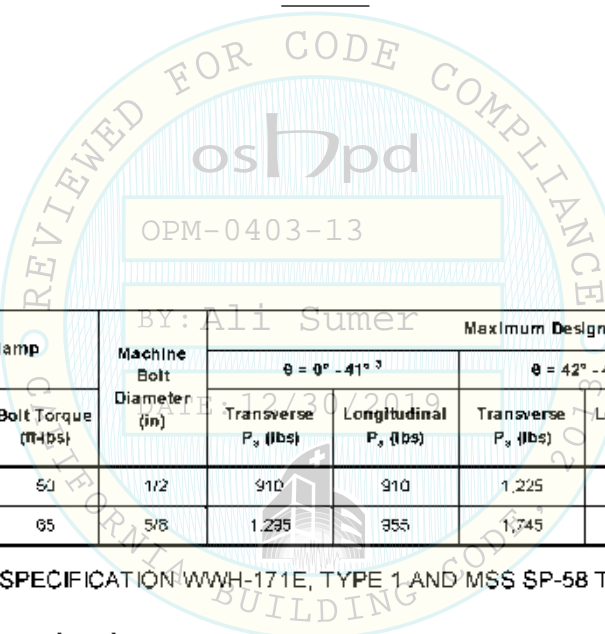 REVIEWED FOR CODE COMPLIANCE
oshpd
OPM-0403-13
BY: Ali Sumer
DATE: 12/30/2019
CALIFORNIA BUILDING CODE, 2013
Maximum Design
Machine Bolt Diameter (in)
θ = 0° - 41° ³
θ = 42° -
Bolt Torque (ft-lbs)
Transverse Pₐ (lbs)
Longitudinal Pₐ (lbs)
Transverse Pₐ (lbs)
50 1/2 910 910 1,225
65 5/8 1,295 955 1,745
SPECIFICATION WWH-171E, TYPE 1 AND MSS SP-58 T